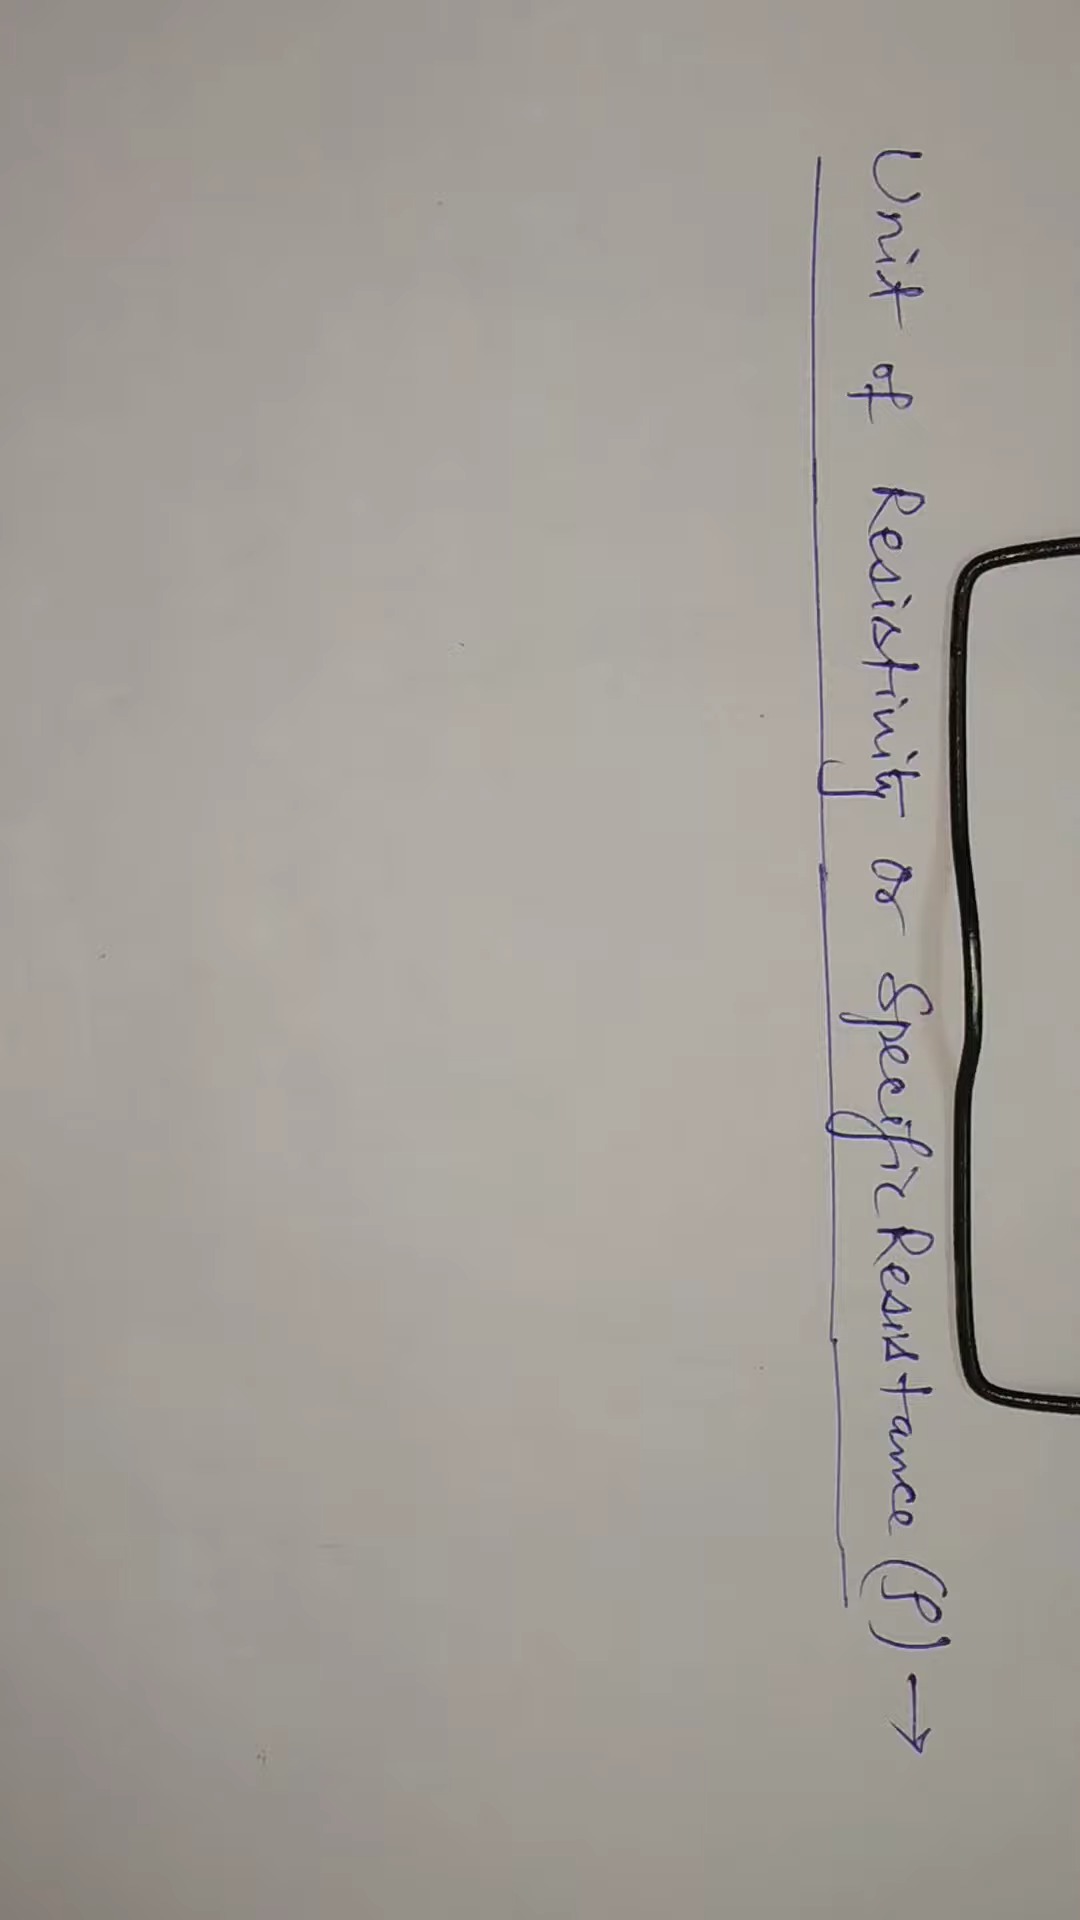 Unit of Resistivity or Specific Resistance (ρ) →